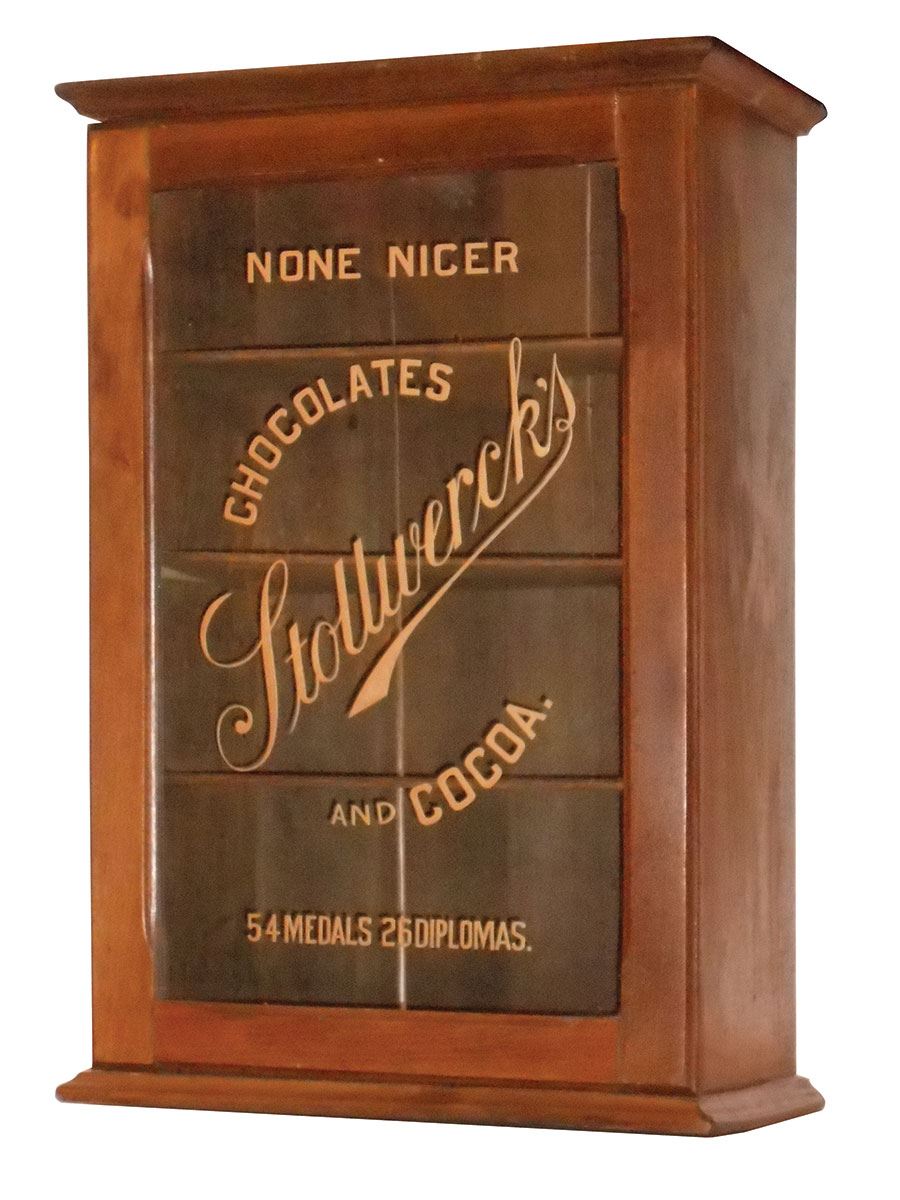 NONE NICER
CHOCOLATES
Stollwerck's
AND COCOA.
54 MEDALS 26 DIPLOMAS.